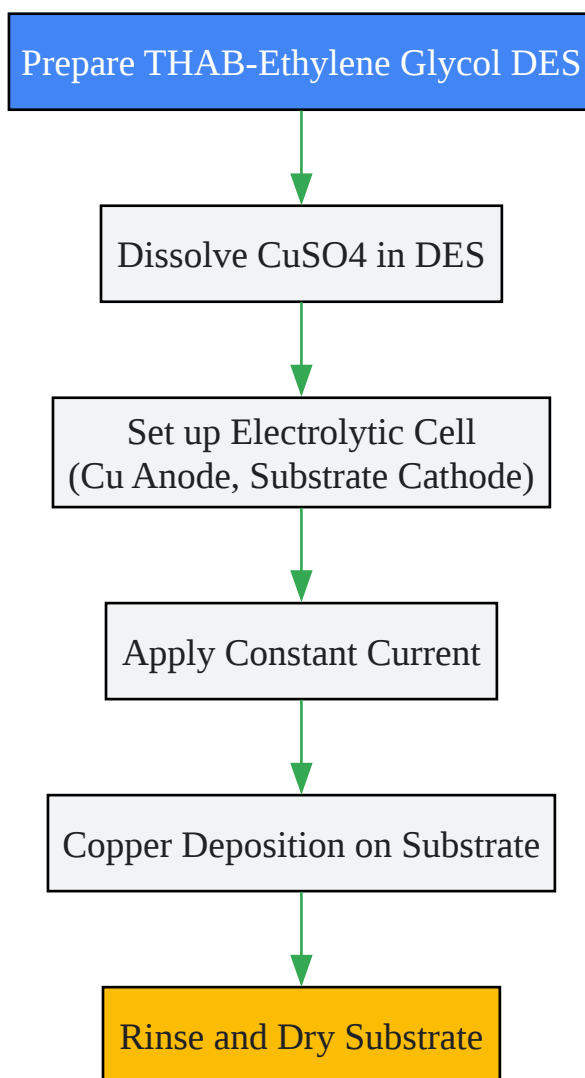 Prepare THAB-Ethylene Glycol DES
Dissolve CuSO4 in DES
Set up Electrolytic Cell
(Cu Anode, Substrate Cathode)
Apply Constant Current
Copper Deposition on Substrate
Rinse and Dry Substrate